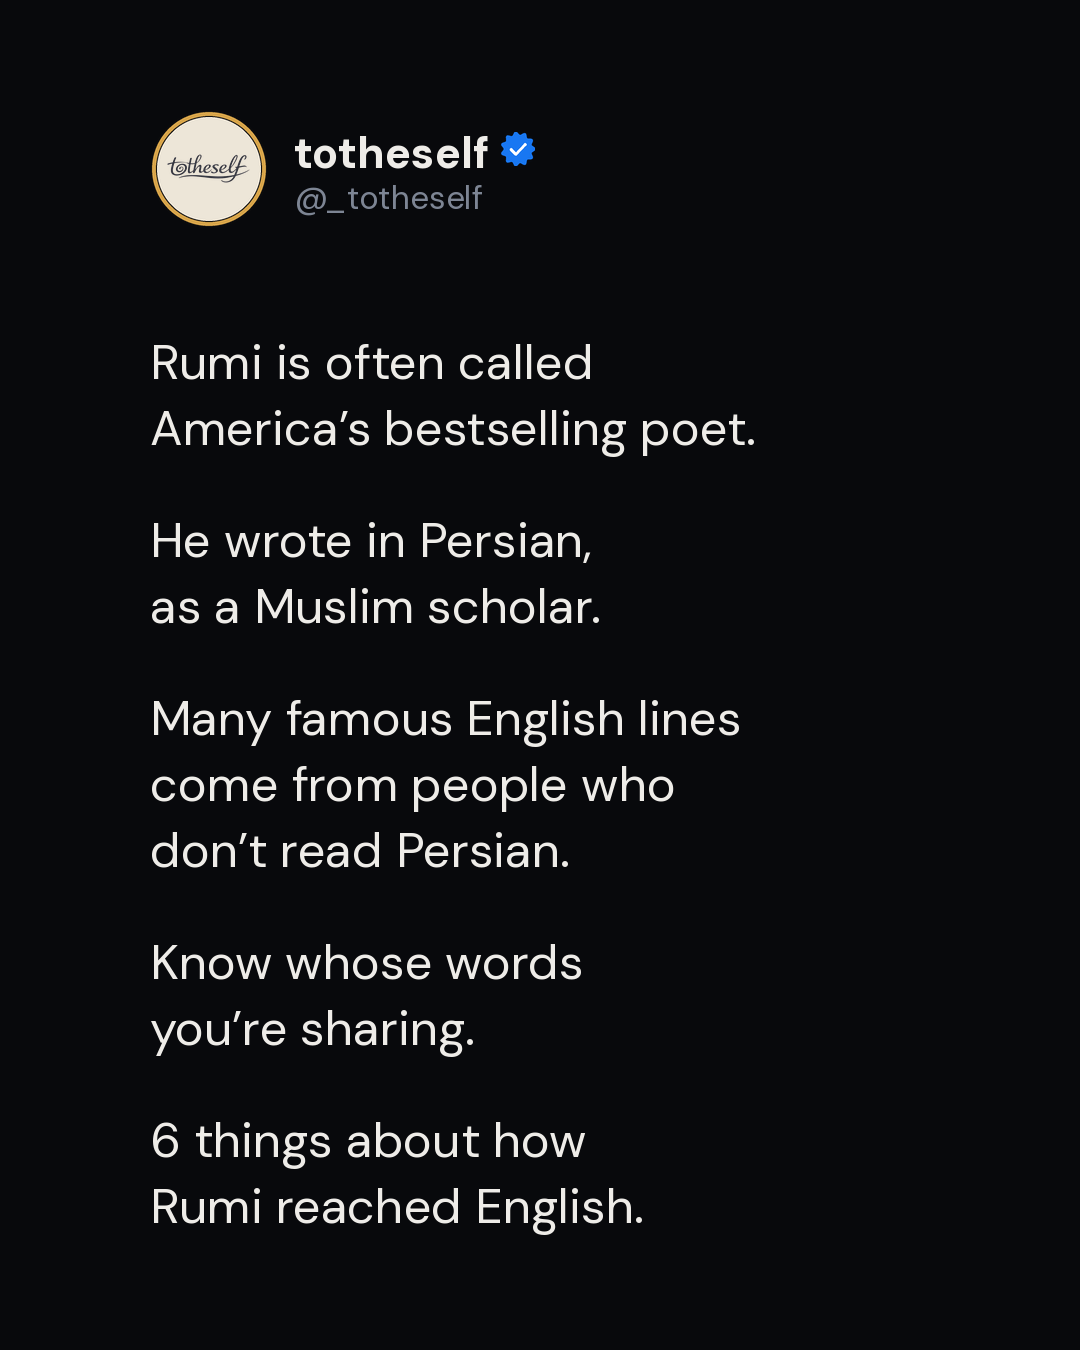 totheself
totheself
@_totheself
Rumi is often called
America’s bestselling poet.
He wrote in Persian,
as a Muslim scholar.
Many famous English lines
come from people who
don’t read Persian.
Know whose words
you’re sharing.
6 things about how
Rumi reached English.